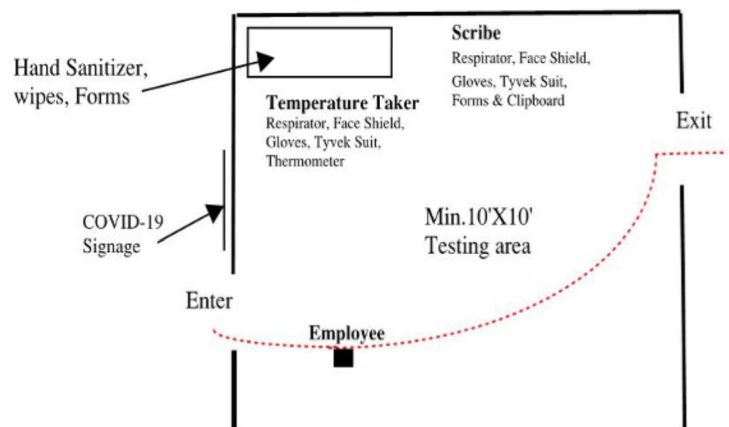 Hand Sanitizer,
wipes, Forms
Scribe
Respirator, Face Shield,
Gloves, Tyvek Suit,
Forms & Clipboard
Temperature Taker
Respirator, Face Shield,
Gloves, Tyvek Suit,
Thermometer
Exit
COVID-19
Signage
Min.10'X10'
Testing area
Enter
Employee